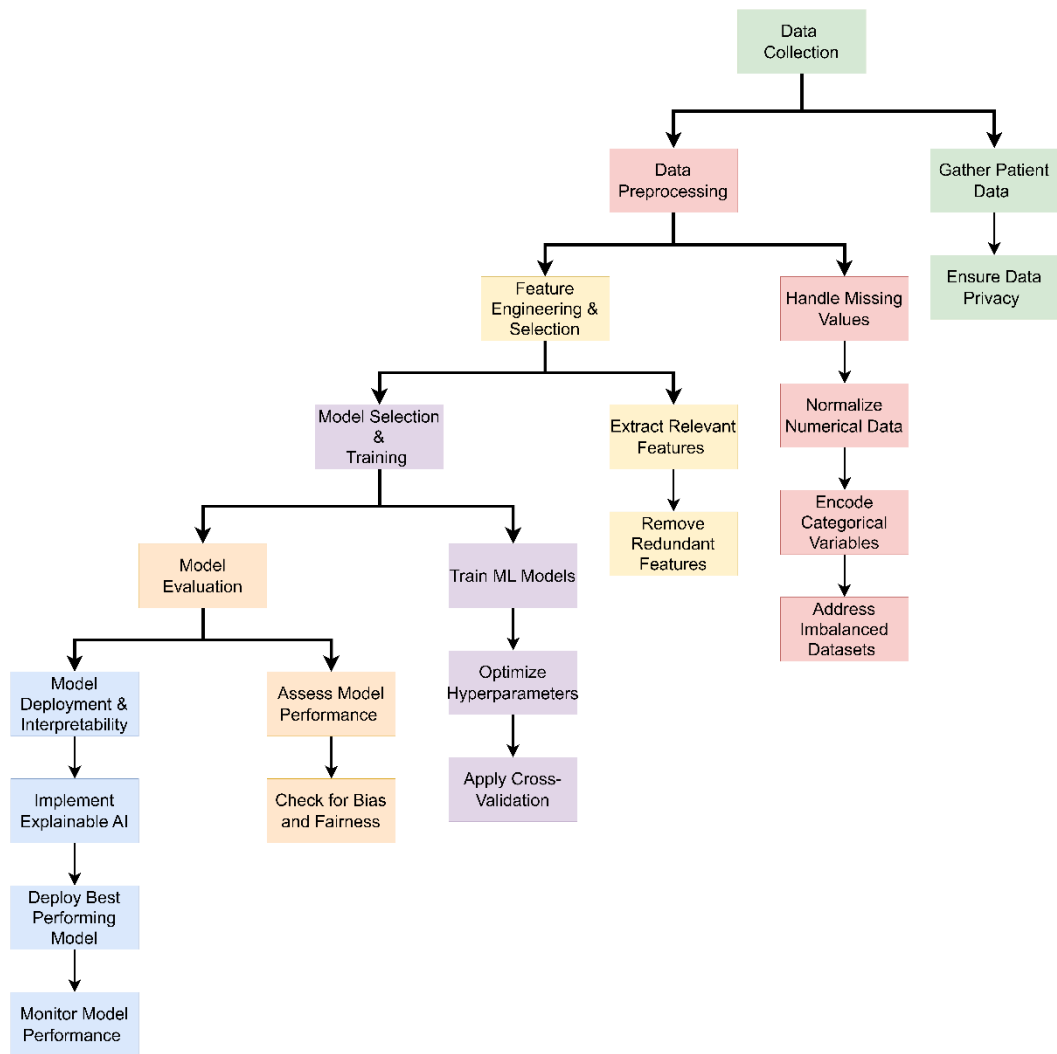 Data
Collection
Data
Preprocessing
Gather Patient
Data
Feature
Engineering &
Selection
Handle Missing
Values
Ensure Data
Privacy
Model Selection
&
Training
Extract Relevant
Features
Normalize
Numerical Data
Model
Evaluation
Train ML Models
Remove
Redundant
Features
Encode
Categorical
Variables
Model
Deployment &
Interpretability
Assess Model
Performance
Optimize
Hyperparameters
Address
Imbalanced
Datasets
Implement
Explainable AI
Check for Bias
and Fairness
Apply Cross-
Validation
Deploy Best
Performing
Model
Monitor Model
Performance